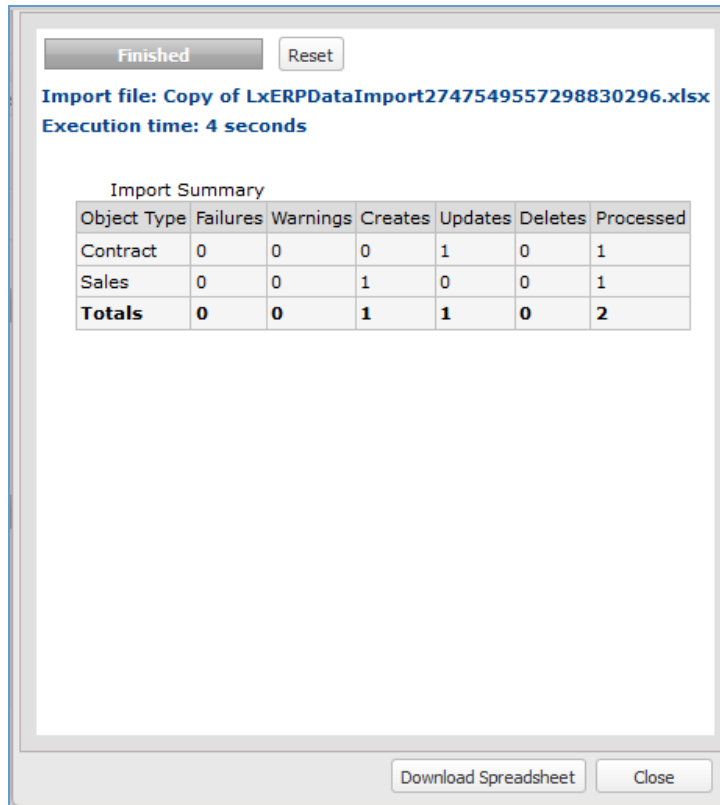 Finished Reset
Import file: Copy of LxERPDataImport2747549557298830296.xlsx
Execution time: 4 seconds
Import Summary
Object Type Failures Warnings Creates Updates Deletes Processed
Contract 0 0 0 1 0 1
Sales 0 0 1 0 0 1
Totals 0 0 1 1 0 2
Download Spreadsheet Close